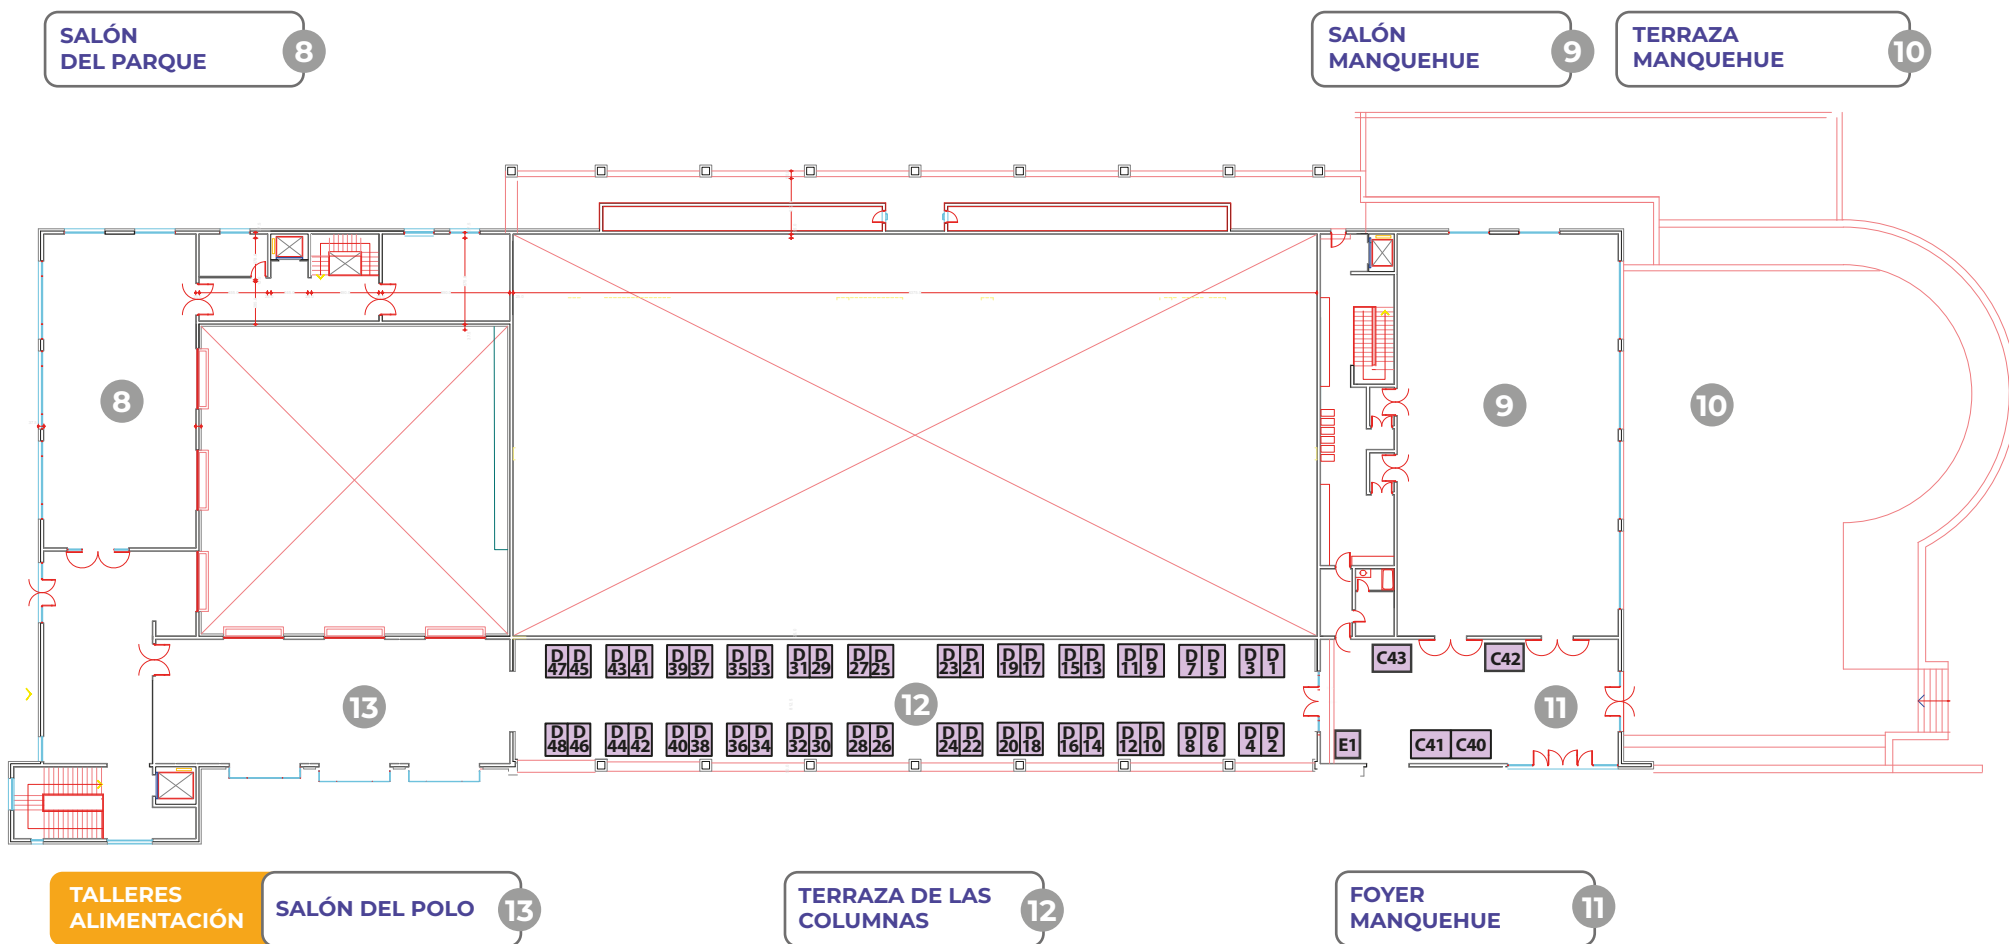 SALÓN
DEL PARQUE
8
SALÓN
MANQUEHUE
9
TERRAZA
MANQUEHUE
10
8
9
10
D 47 D 45 D 43 D 41 D 39 D 37 D 35 D 33 D 31 D 29 D 27 D 25 D 23 D 21 D 19 D 17 D 15 D 13 D 11 D 9 D 7 D 5 D 3 D 1
C43
C42
13
12
11
D 48 D 46 D 44 D 42 D 40 D 38 D 36 D 34 D 32 D 30 D 28 D 26 D 24 D 22 D 20 D 18 D 16 D 14 D 12 D 10 D 8 D 6 D 4 D 2
E1
C41 C40
TALLERES
ALIMENTACIÓN
SALÓN DEL POLO
13
TERRAZA DE LAS
COLUMNAS
12
FOYER
MANQUEHUE
11